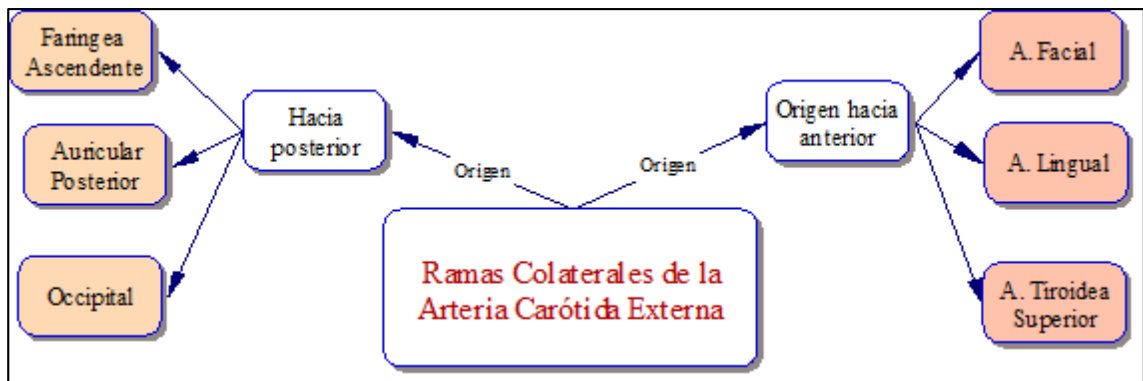 Faringea
Ascendente
Auricular
Posterior
Occipital
Hacia
posterior
Origen
Origen
Origen hacia
anterior
A. Facial
A. Lingual
A. Tiroidea
Superior
Ramas Colaterales de la
Arteria Carótida Externa